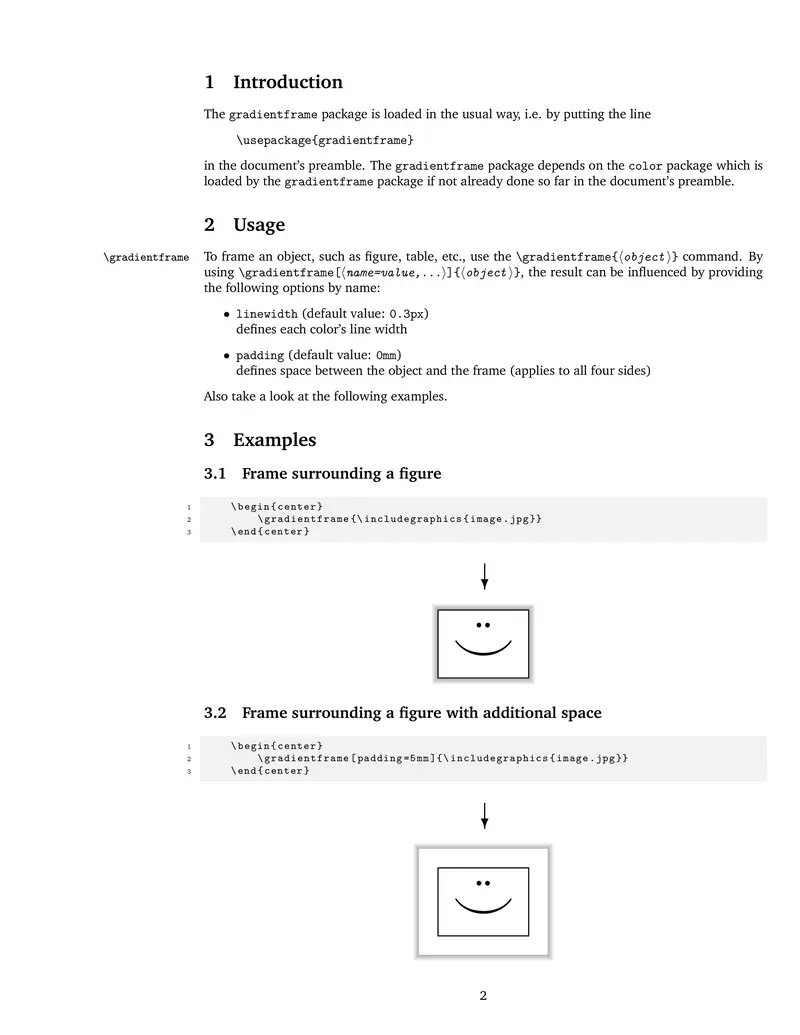 1 Introduction
The gradientframe package is loaded in the usual way, i.e. by putting the line
\usepackage{gradientframe}
in the document’s preamble. The gradientframe package depends on the color package which is
loaded by the gradientframe package if not already done so far in the document’s preamble.
2 Usage
\gradientframe To frame an object, such as figure, table, etc., use the \gradientframe{⟨object⟩} command. By
using \gradientframe[⟨name=value,...⟩]{⟨object⟩}, the result can be influenced by providing
the following options by name:
• linewidth (default value: 0.3px)
defines each color’s line width
• padding (default value: 0mm)
defines space between the object and the frame (applies to all four sides)
Also take a look at the following examples.
3 Examples
3.1 Frame surrounding a figure
1 \begin{center}
2 \gradientframe{\includegraphics{image.jpg}}
3 \end{center}
3.2 Frame surrounding a figure with additional space
1 \begin{center}
2 \gradientframe[padding=5mm]{\includegraphics{image.jpg}}
3 \end{center}
2